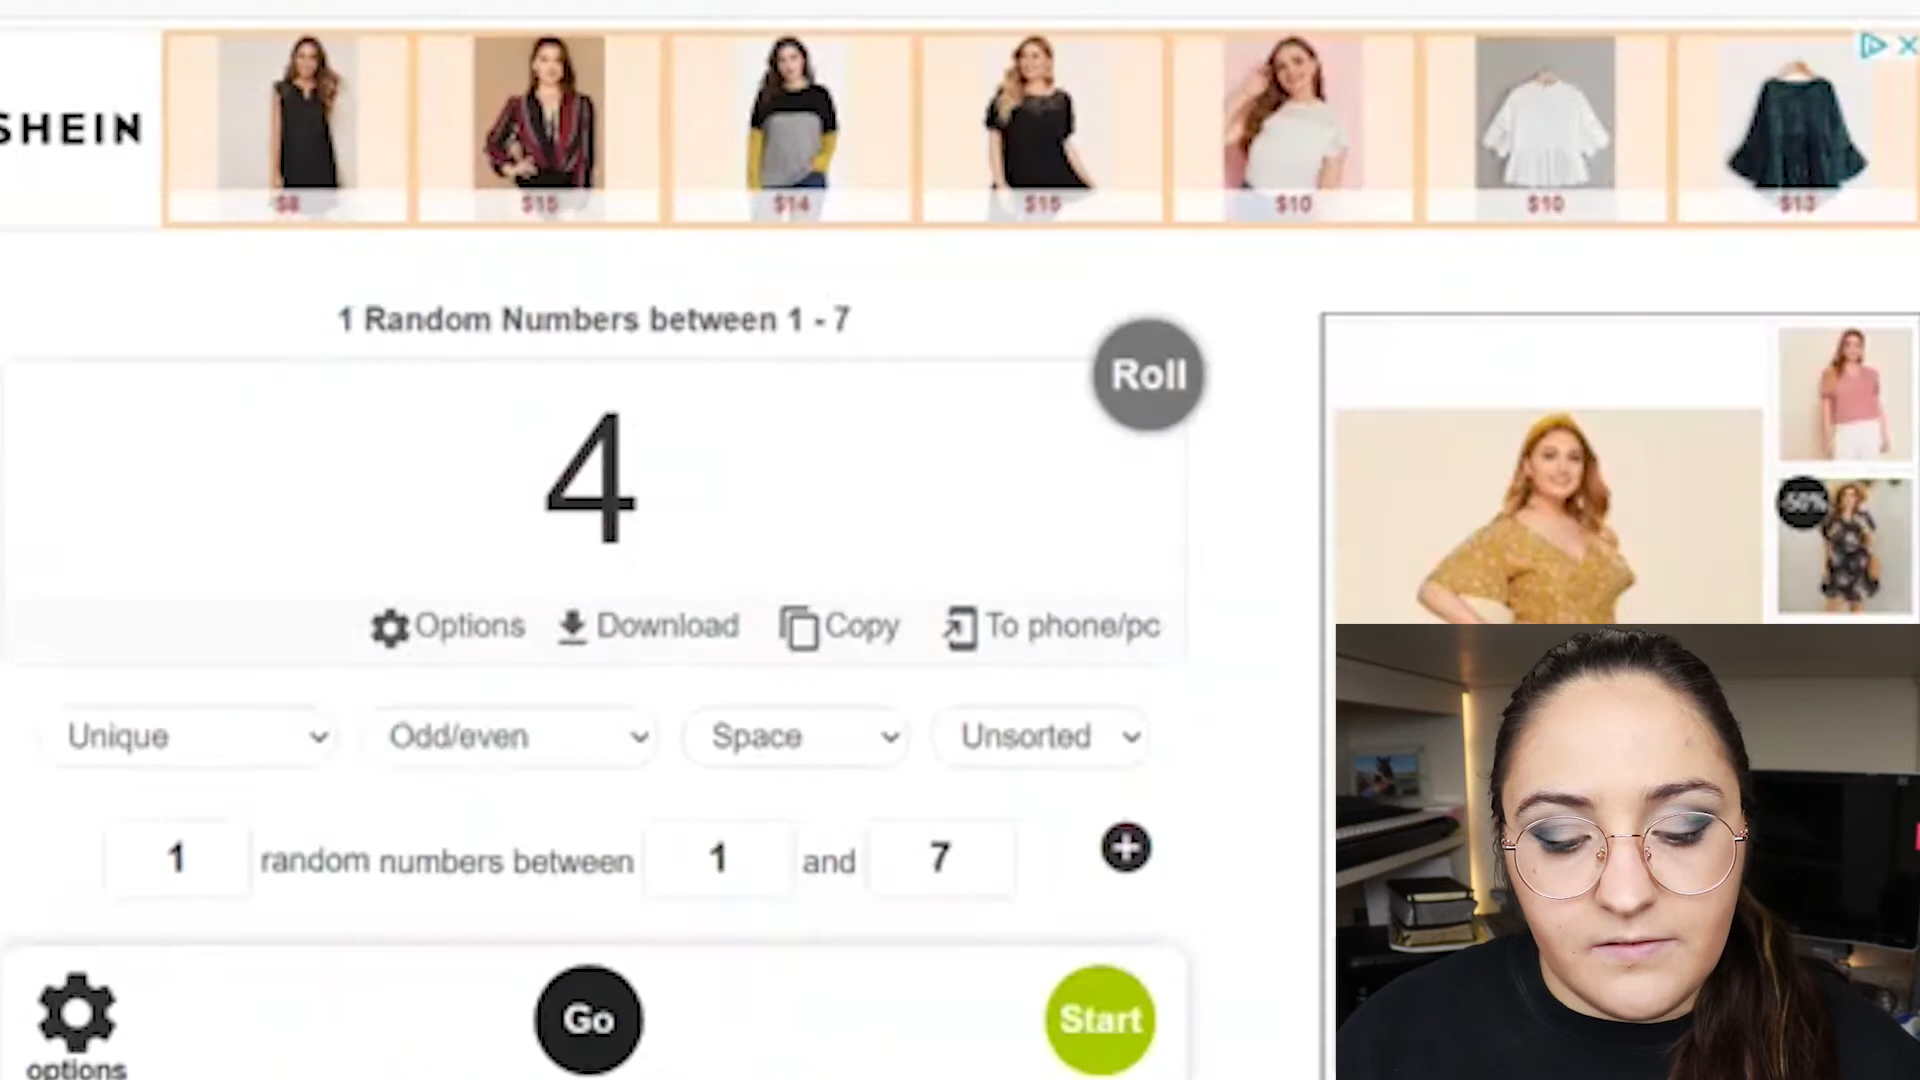 SHEIN
$8 $15 $14 $15 $10 $10 $13
1 Random Numbers between 1 - 7
Roll
4
-50%
Options Download Copy To phone/pc
Unique Odd/even Space Unsorted
1 random numbers between 1 and 7
options Go Start